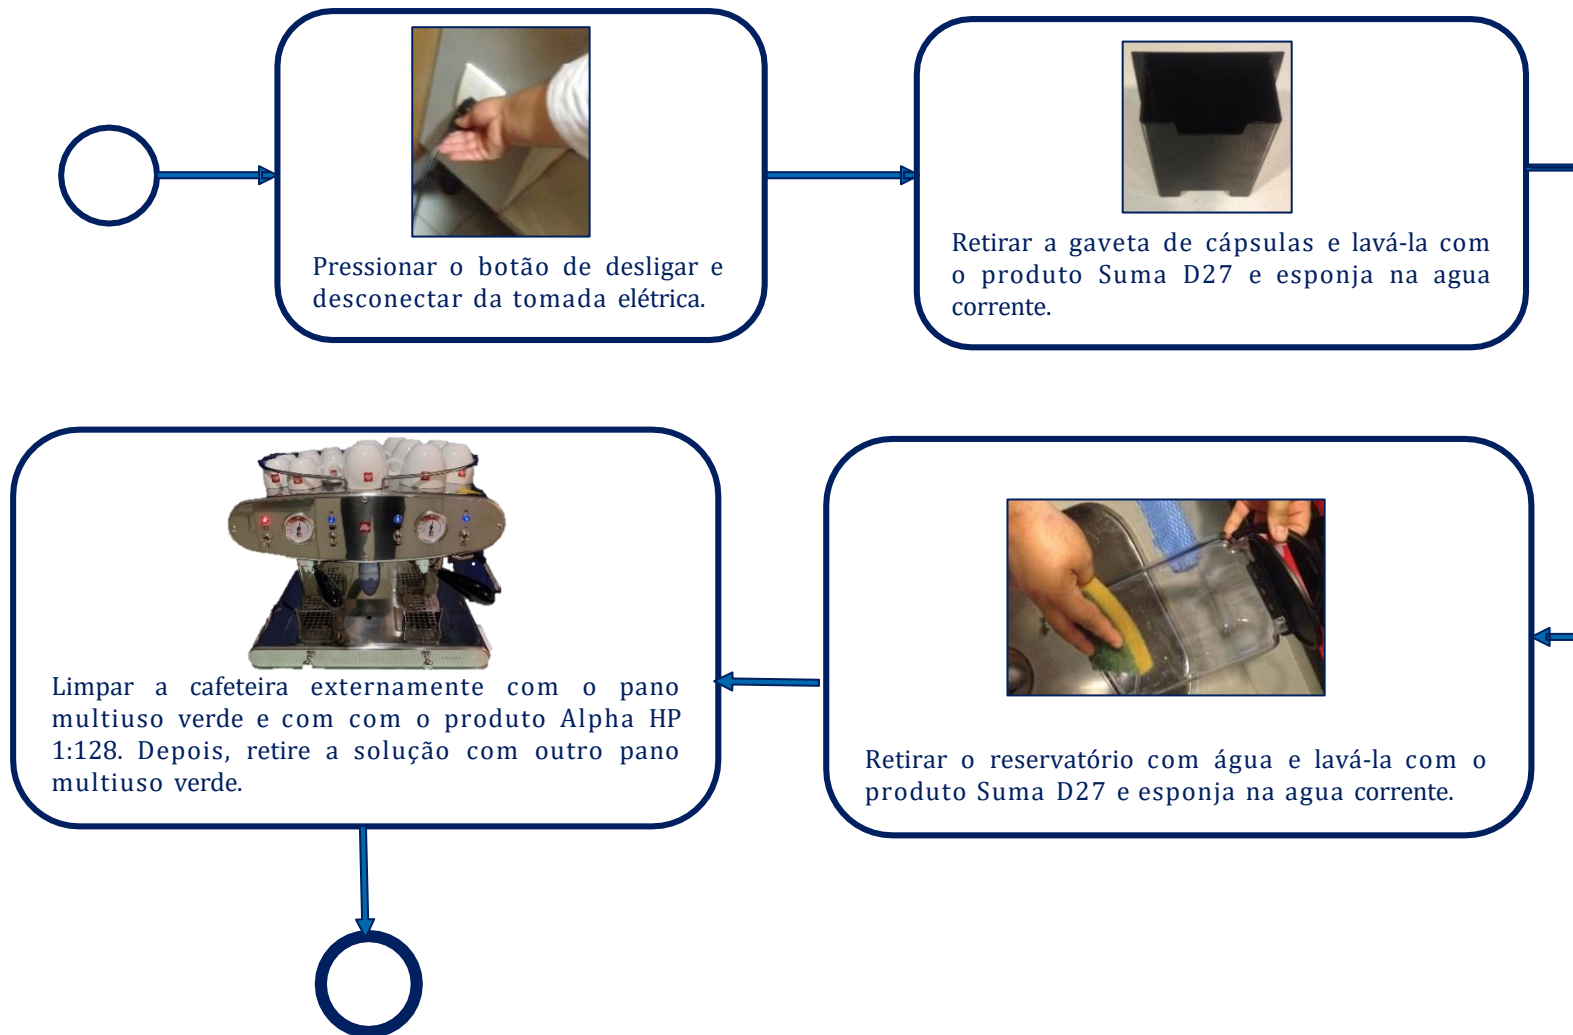 Pressionar o botão de desligar e
desconectar da tomada elétrica.
Retirar a gaveta de cápsulas e lavá-la com
o produto Suma D27 e esponja na agua
corrente.
Retirar o reservatório com água e lavá-la com o
produto Suma D27 e esponja na agua corrente.
Limpar a cafeteira externamente com o pano
multiuso verde e com com o produto Alpha HP
1:128. Depois, retire a solução com outro pano
multiuso verde.